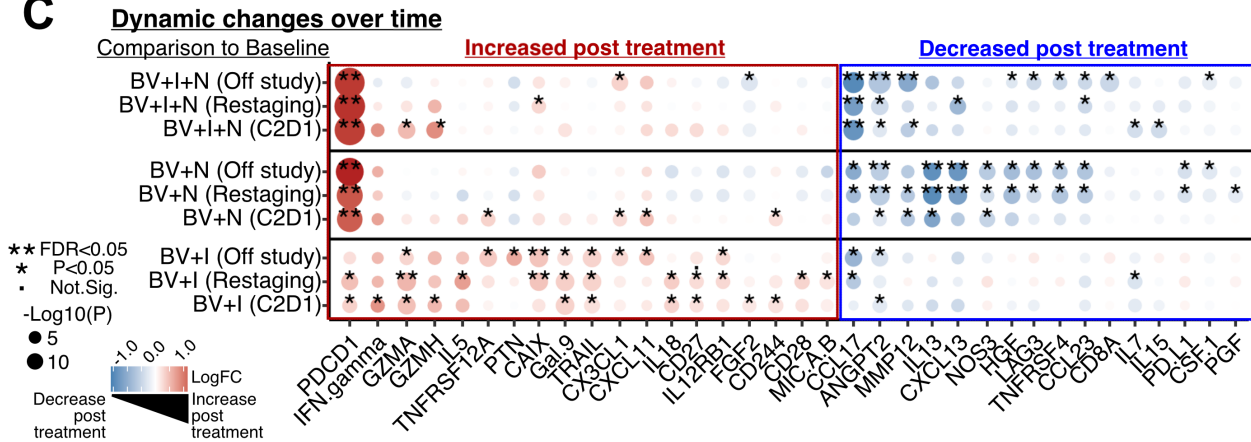 C
Dynamic changes over time
Comparison to Baseline
Increased post treatment
Decreased post treatment
BV+I+N (Off study)
BV+I+N (Restaging)
BV+I+N (C2D1)
BV+N (Off study)
BV+N (Restaging)
BV+N (C2D1)
BV+I (Off study)
BV+I (Restaging)
BV+I (C2D1)
** FDR<0.05
* P<0.05
· Not.Sig.
-Log10(P)
5
10
-1.0 0.0 1.0
LogFC
Decrease post treatment
Increase post treatment
PDCD1
IFN.gamma
GZMA
GZMH
IL5
TNFRSF12A
PTN
CAIX
Gal.9
TRAIL
CX3CL1
CXCL11
IL18
CD27
IL12RB1
FGF2
CD244
CD28
MIC.A.B
CCL17
ANGPT2
MMP12
IL13
CXCL13
NOS3
HGF
LAG3
TNFRSF4
CCL23
CD8A
IL7
IL15
PD.L1
CSF1
PGF